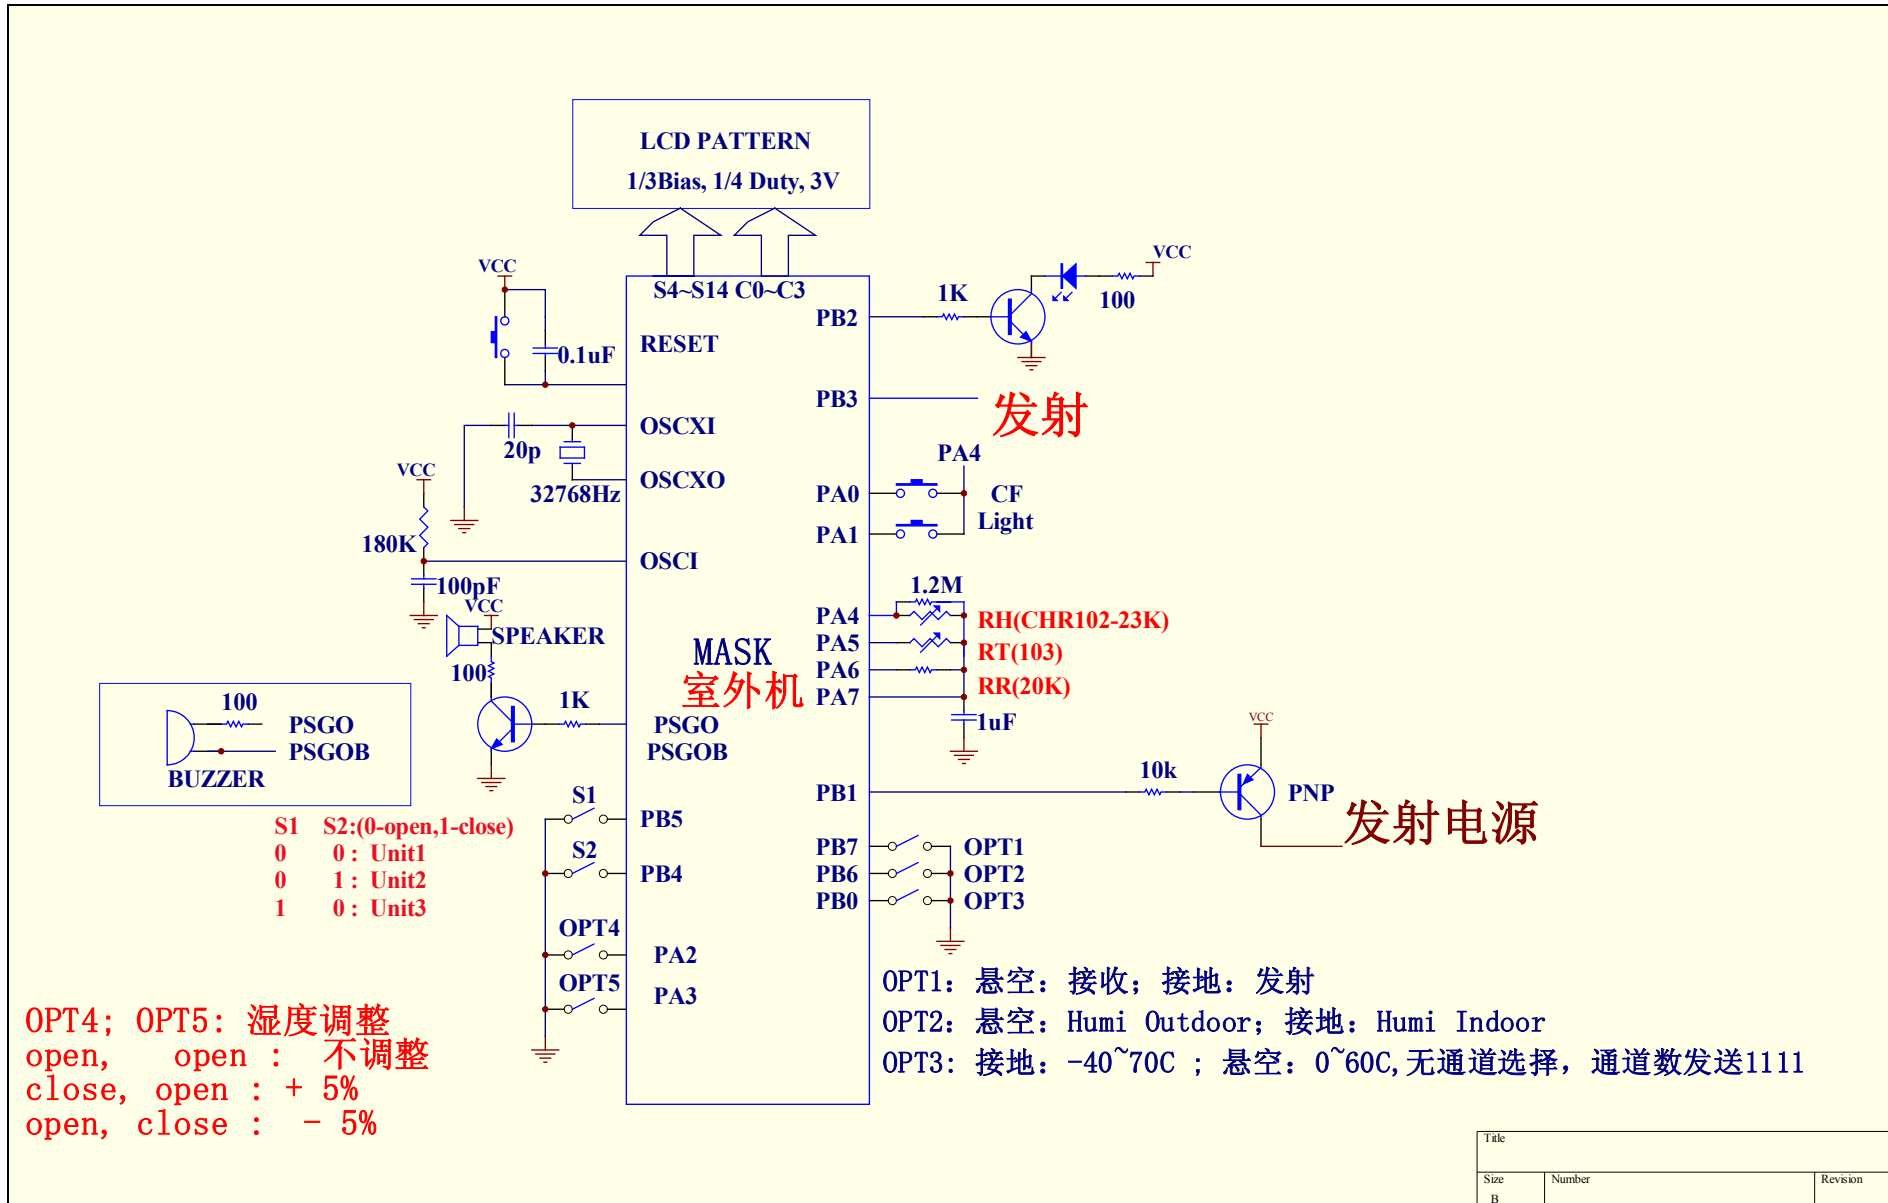 LCD PATTERN
1/3Bias, 1/4 Duty, 3V
S4~S14 C0~C3
VCC
0.1uF
RESET
20p
OSCXI
32768Hz
OSCXO
VCC
180K
OSCI
100pF
VCC
SPEAKER
100
1K
MASK
室外机
PSGO
PSGOB
100
PSGO
PSGOB
BUZZER
S1
PB5
S2
PB4
OPT4
PA2
OPT5
PA3
S1 S2:(0-open,1-close)
0 0 : Unit1
0 1 : Unit2
1 0 : Unit3
OPT4; OPT5: 湿度调整
open, open : 不调整
close, open : + 5%
open, close : - 5%
PB2
1K
100
VCC
PB3
发射
PA4
PA0
CF
PA1
Light
1.2M
PA4
RH(CHR102-23K)
PA5
RT(103)
PA6
RR(20K)
PA7
1uF
PB1
10k
VCC
PNP
发射电源
PB7
OPT1
PB6
OPT2
PB0
OPT3
OPT1: 悬空: 接收; 接地: 发射
OPT2: 悬空: Humi Outdoor; 接地: Humi Indoor
OPT3: 接地: -40~70C ; 悬空: 0~60C,无通道选择, 通道数发送1111
Title
Size
Number
Revision
B